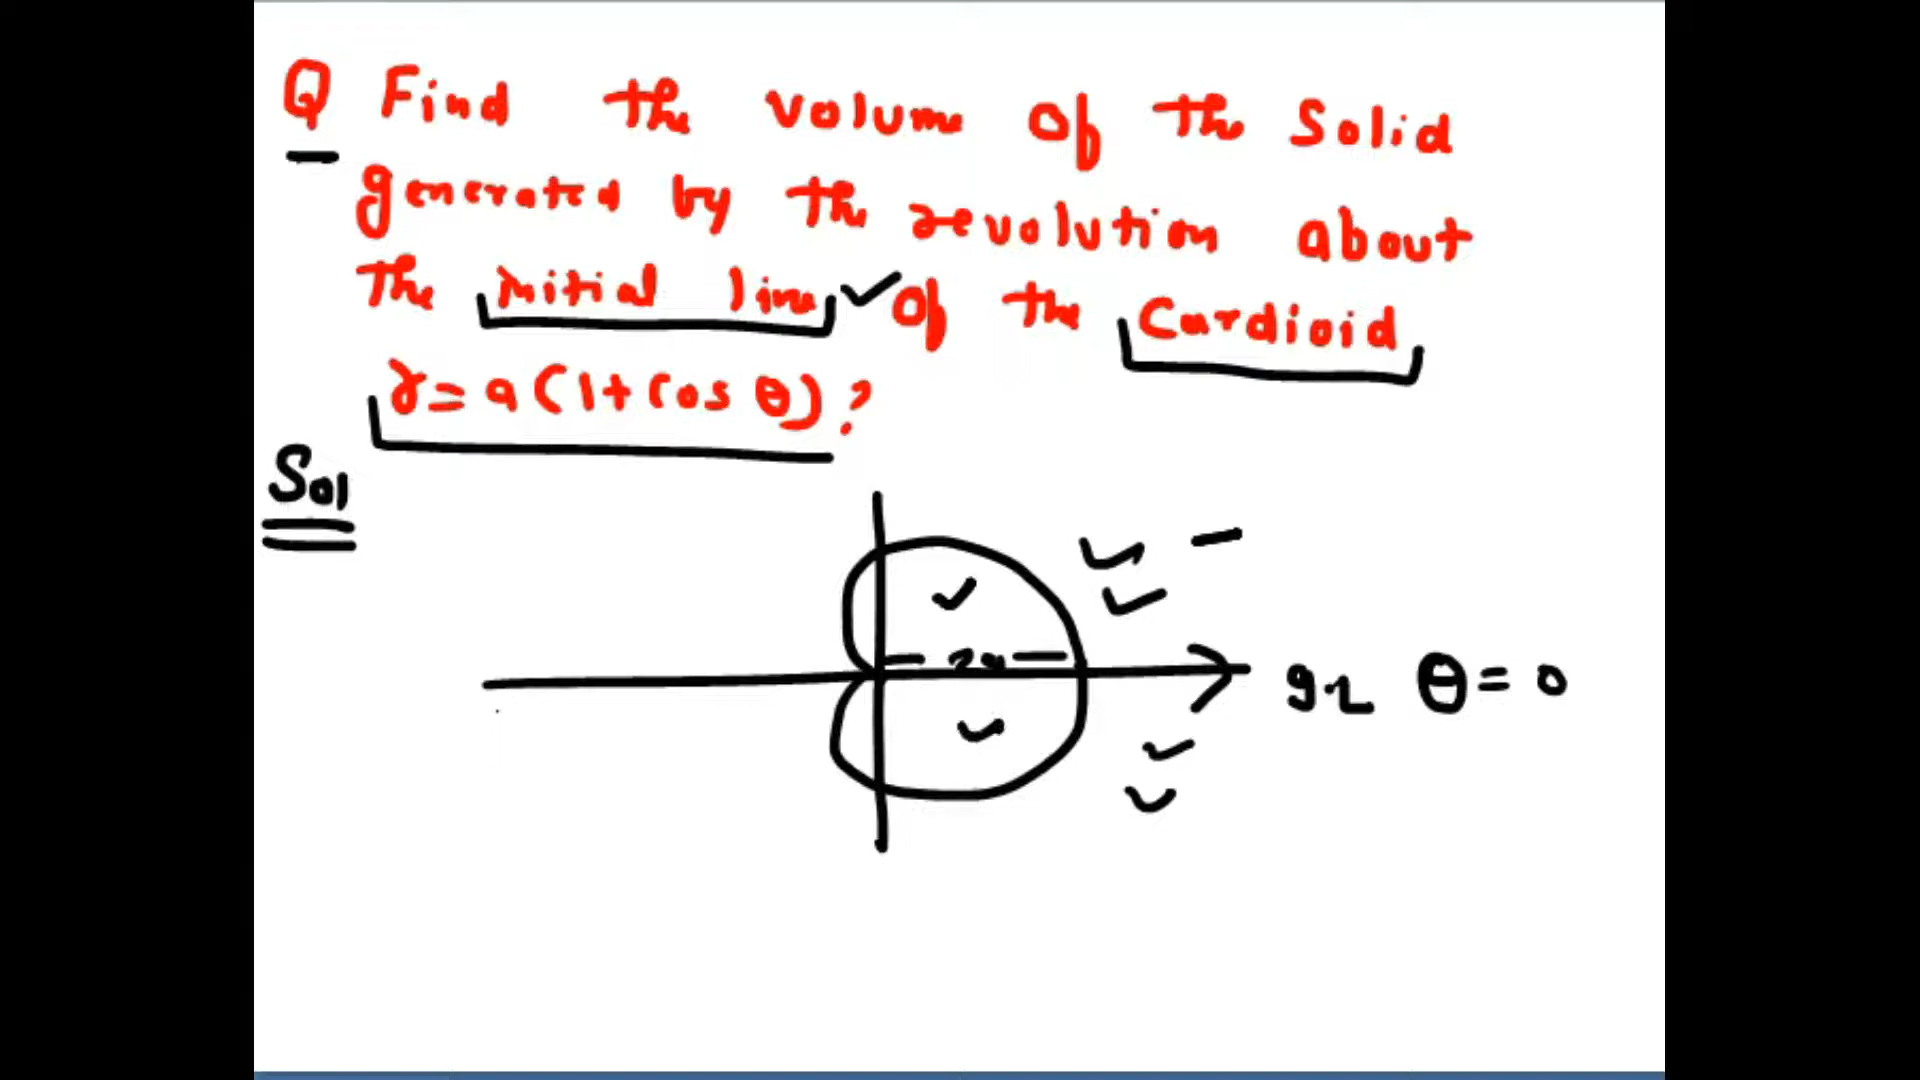 Q Find the volume of the Solid
generated by the revolution about
the initial line of the Cardioid
r = a (1 + cos θ) ?
Sol
2a
θ = 0